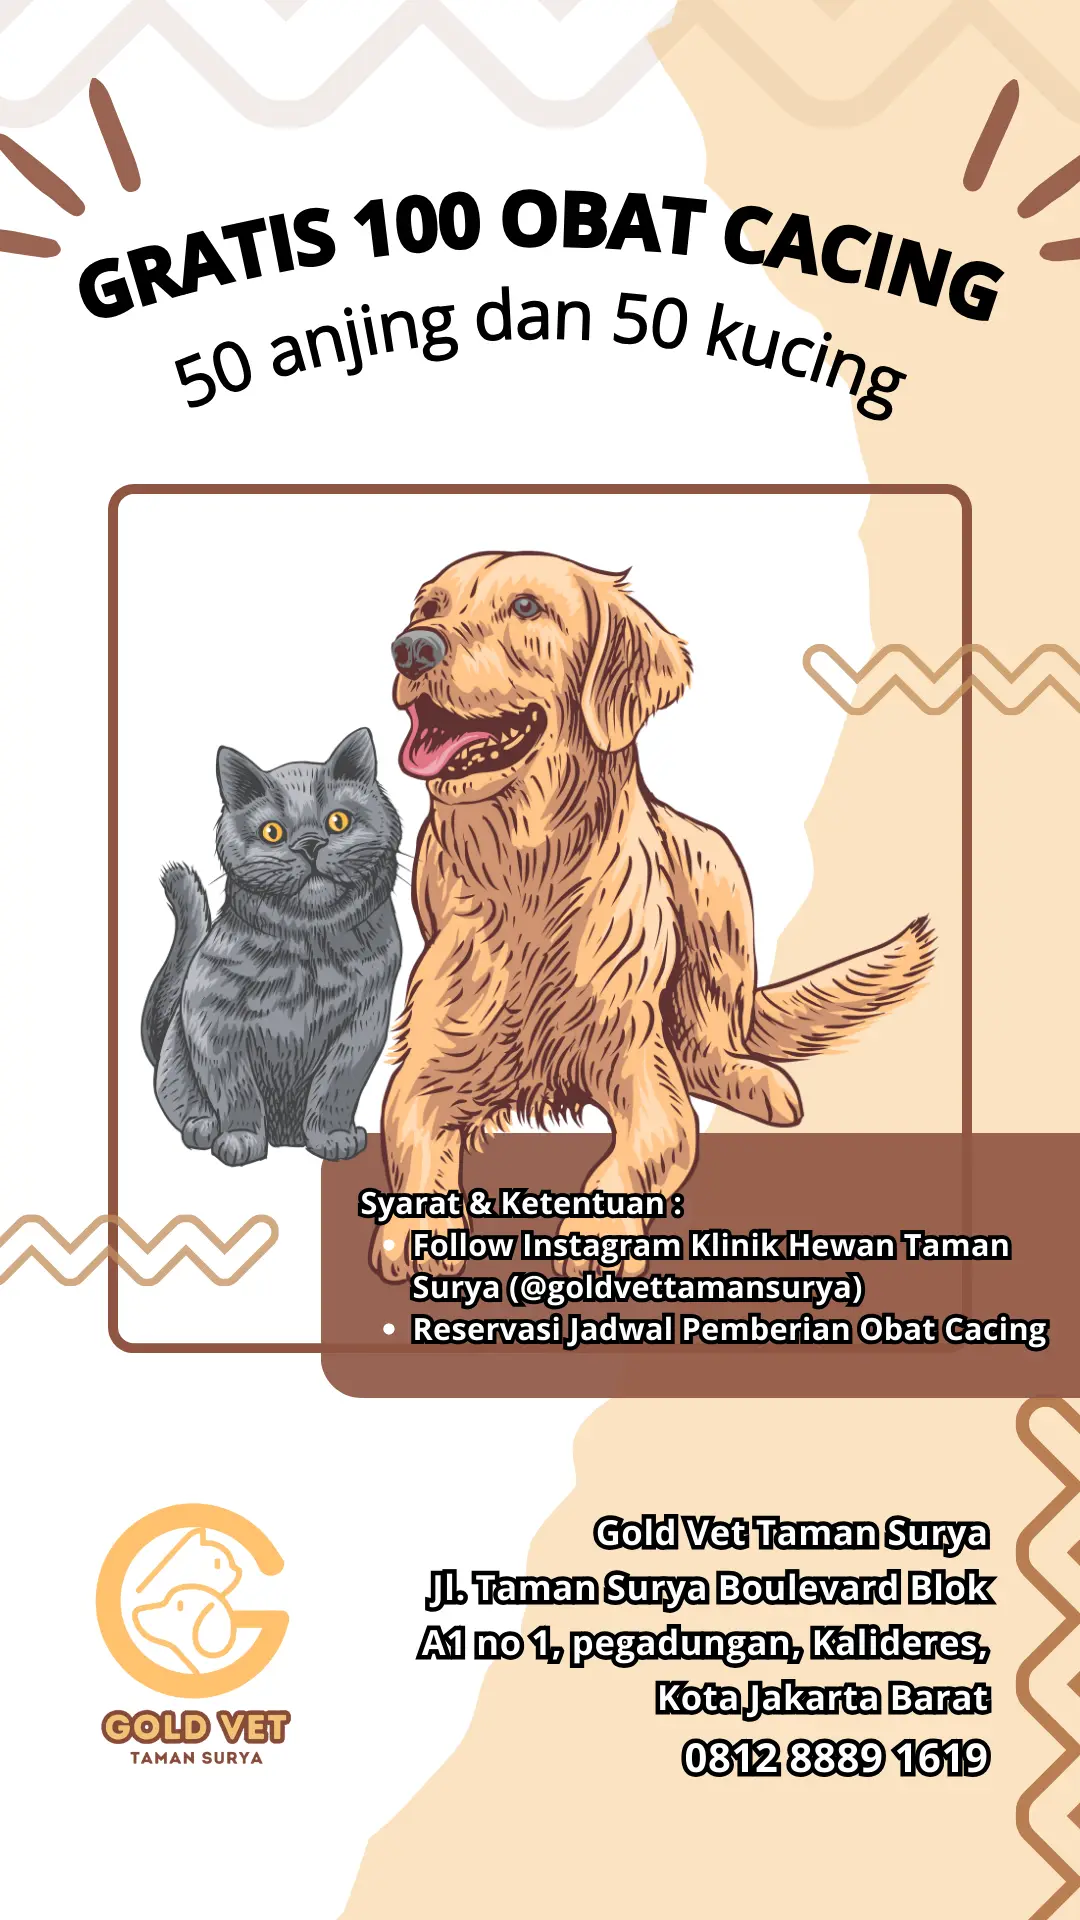 GRATIS 100 OBAT CACING
50 anjing dan 50 kucing
Syarat & Ketentuan :
• Follow Instagram Klinik Hewan Taman
Surya (@goldvettamansurya)
• Reservasi Jadwal Pemberian Obat Cacing
GOLD VET
TAMAN SURYA
Gold Vet Taman Surya
Jl. Taman Surya Boulevard Blok
A1 no 1, pegadungan, Kalideres,
Kota Jakarta Barat
0812 8889 1619